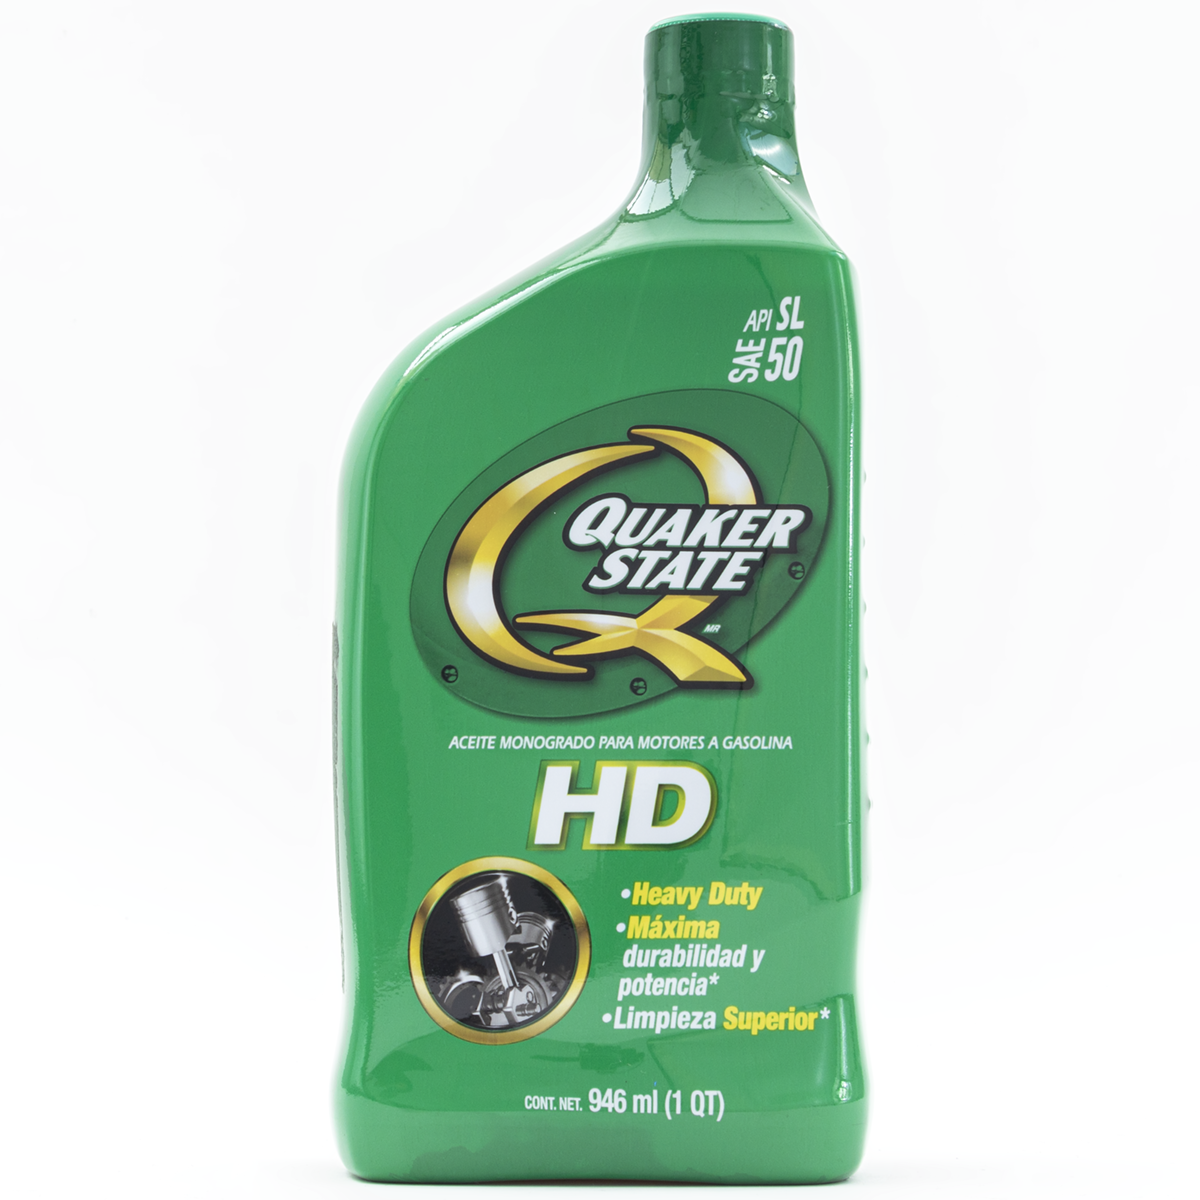 API SL
SAE 50
QUAKER
STATE
MR
ACEITE MONOGRADO PARA MOTORES A GASOLINA
HD
•Heavy Duty
•Máxima
durabilidad y
potencia*
•Limpieza Superior*
CONT. NET. 946 ml (1 QT)